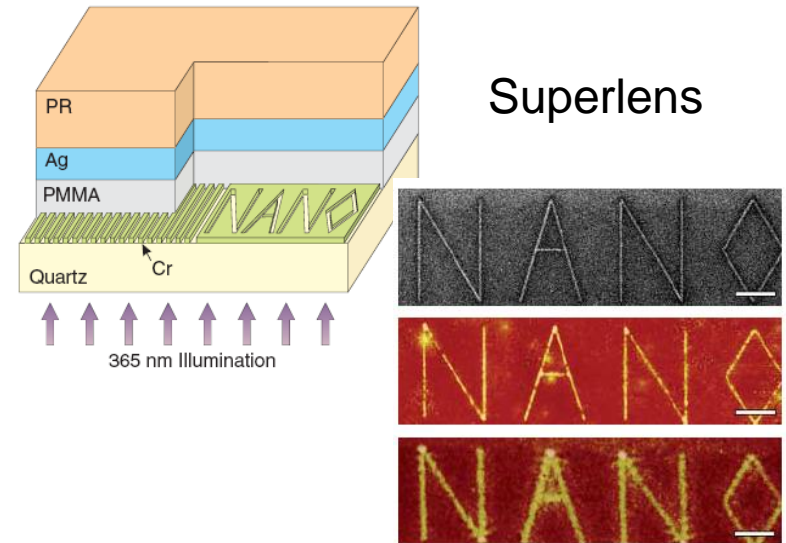 Superlens
PR
Ag
PMMA
NANO
Cr
Quartz
365 nm Illumination
NANO
NANO
NANO